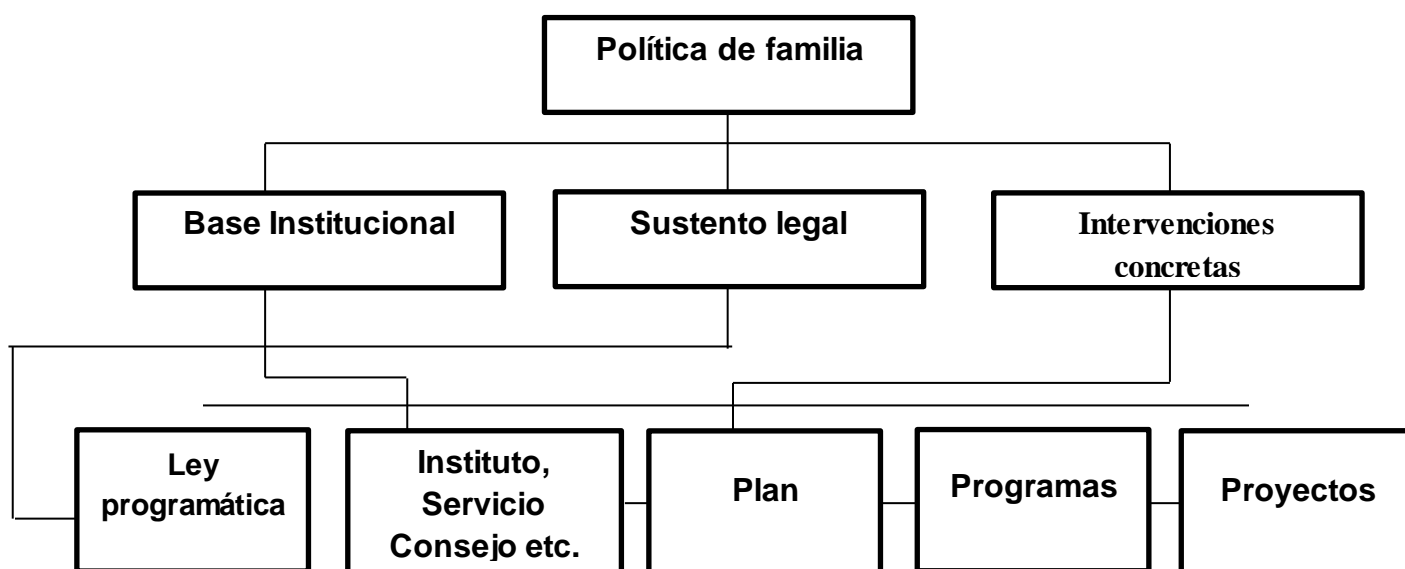 Política de familia
Base Institucional
Sustento legal
Intervenciones
concretas
Ley
programática
Instituto,
Servicio
Consejo etc.
Plan
Programas
Proyectos